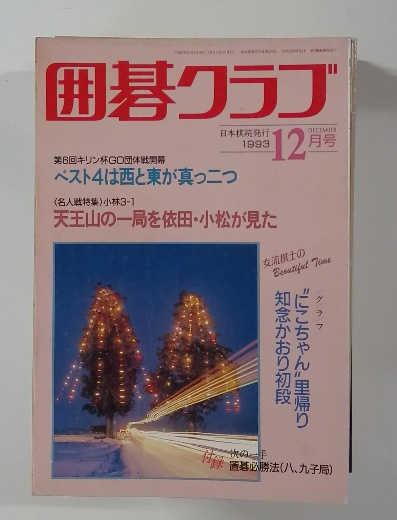 囲碁クラブ
日本棋院発行
1993
12
DECEMBER
月号
第6回キリン杯GO団体戦開幕
ベスト4は西と東が真っ二つ
〈名人戦特集〉小林3-1
天王山の一局を依田・小松が見た
女流棋士の
Beautiful Time
グラフ
"にこちゃん"里帰り
知念かおり初段
付録
次の一手
置碁必勝法(八、九子局)